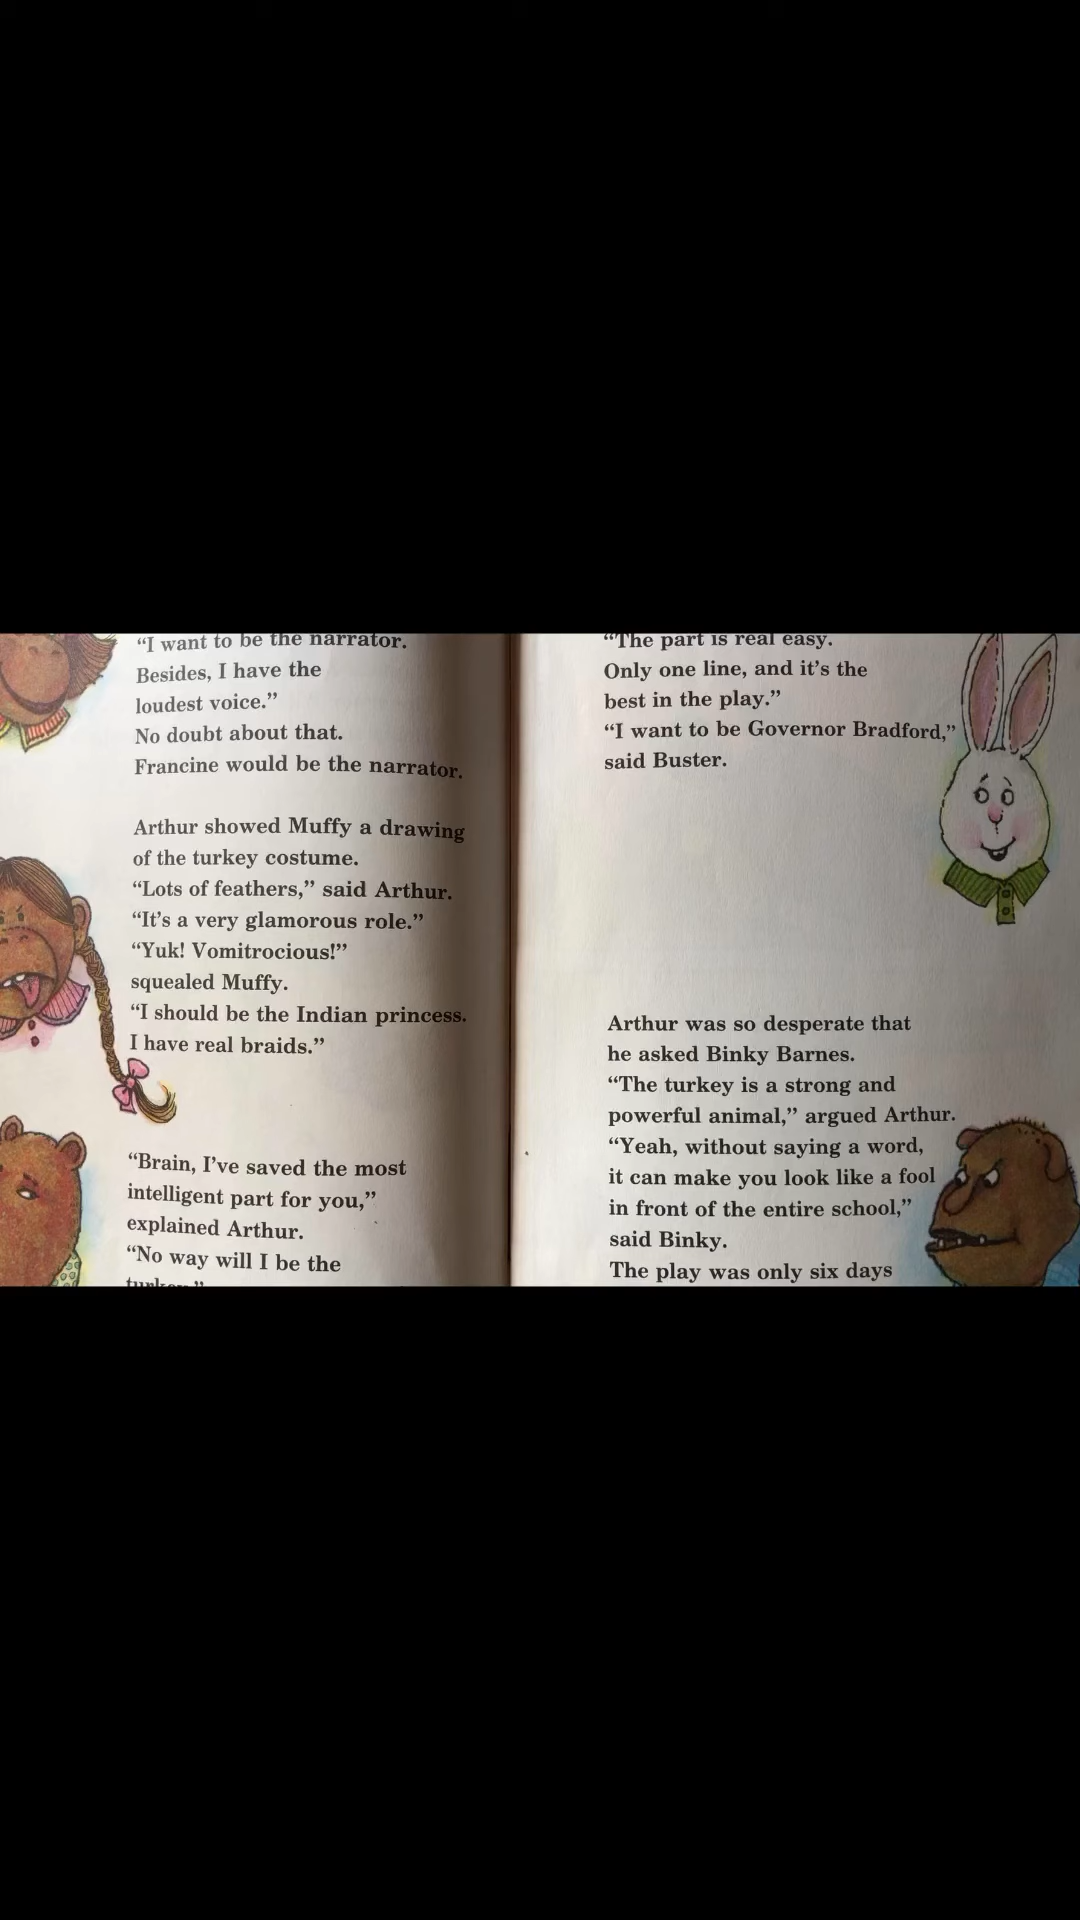 “I want to be the narrator.
Besides, I have the
loudest voice.”
No doubt about that.
Francine would be the narrator.
Arthur showed Muffy a drawing
of the turkey costume.
“Lots of feathers,” said Arthur.
“It’s a very glamorous role.”
“Yuk! Vomitrocious!”
squealed Muffy.
“I should be the Indian princess.
I have real braids.”
“Brain, I’ve saved the most
intelligent part for you,”
explained Arthur.
“No way will I be the
“The part is real easy.
Only one line, and it’s the
best in the play.”
“I want to be Governor Bradford,”
said Buster.
Arthur was so desperate that
he asked Binky Barnes.
“The turkey is a strong and
powerful animal,” argued Arthur.
“Yeah, without saying a word,
it can make you look like a fool
in front of the entire school,”
said Binky.
The play was only six days